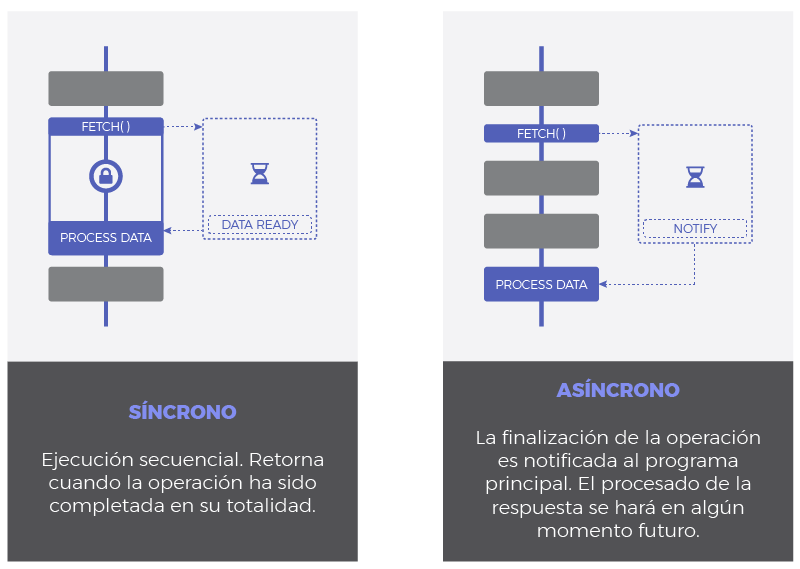 FETCH( )
DATA READY
PROCESS DATA
SÍNCRONO
Ejecución secuencial. Retorna
cuando la operación ha sido
completada en su totalidad.
FETCH( )
NOTIFY
PROCESS DATA
ASÍNCRONO
La finalización de la operación
es notificada al programa
principal. El procesado de la
respuesta se hará en algún
momento futuro.